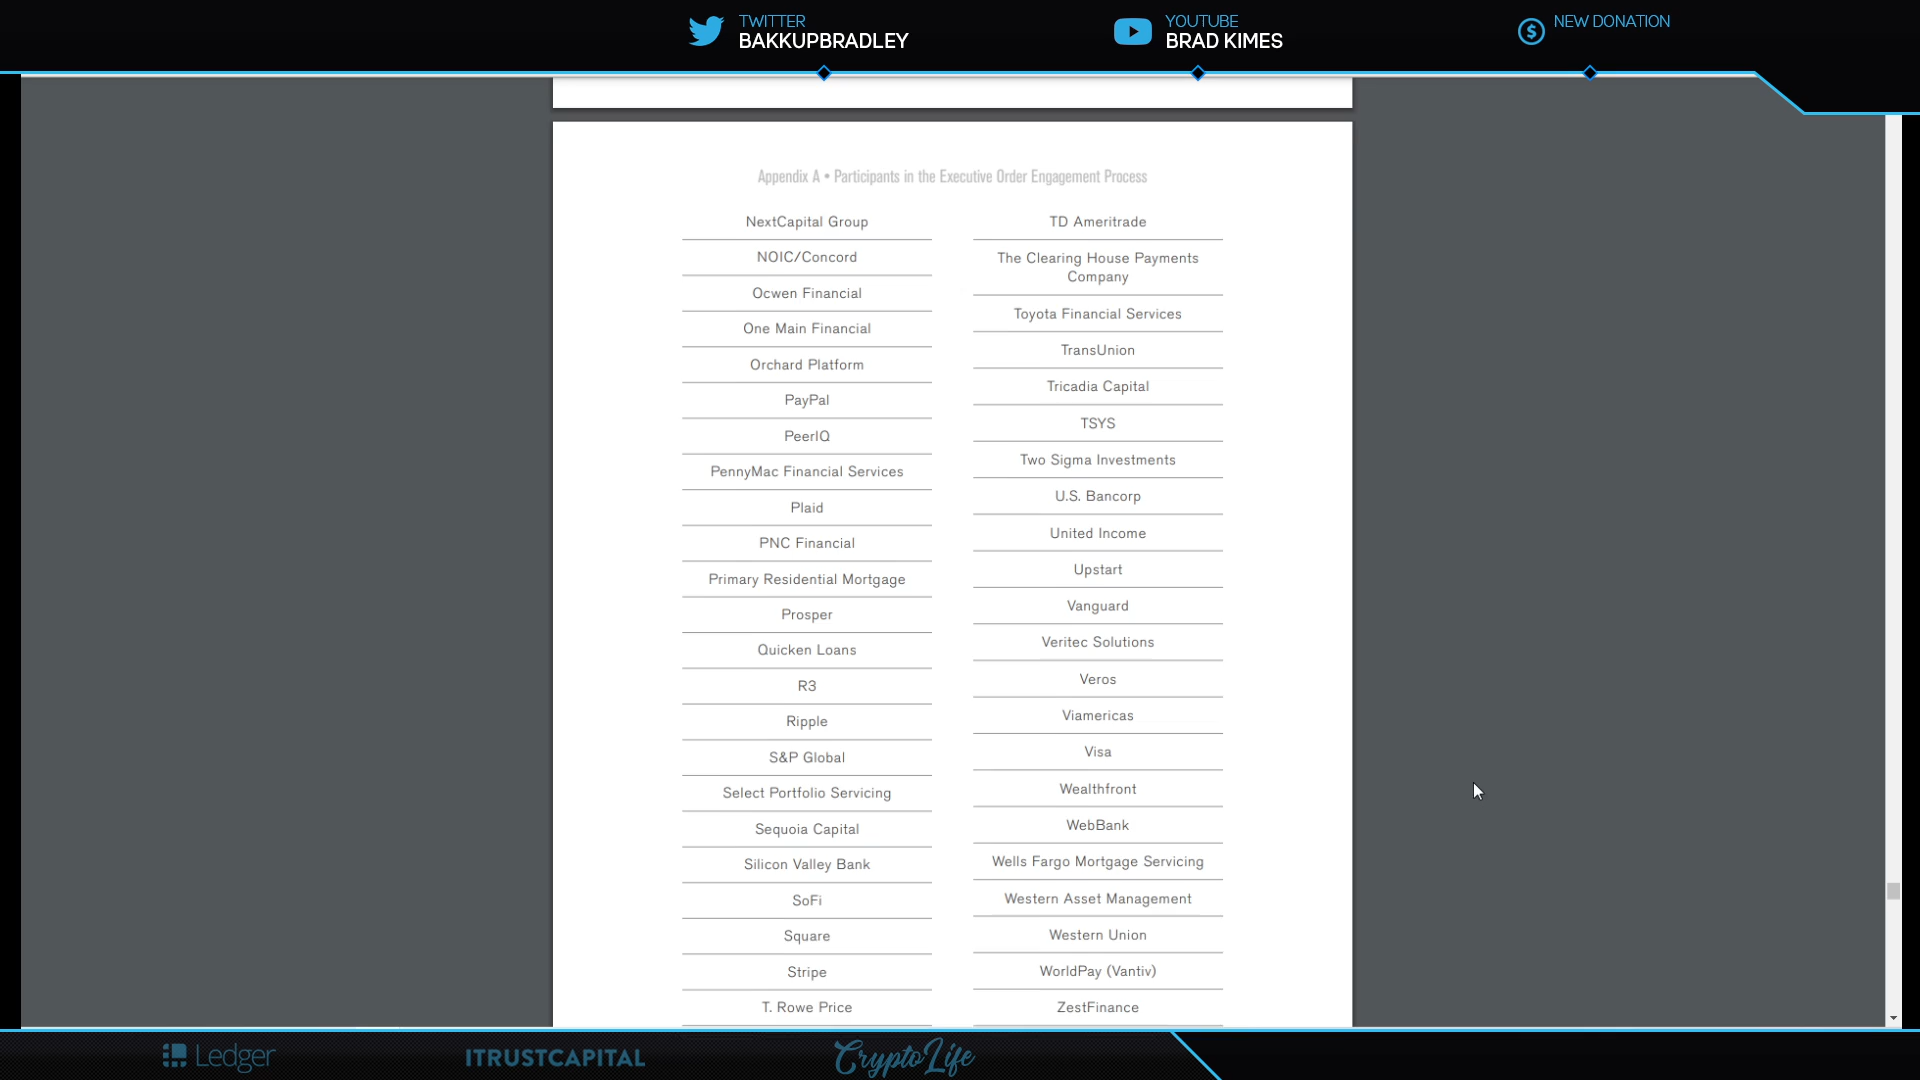 TWITTER
BAKKUPBRADLEY
YOUTUBE
BRAD KIMES
NEW DONATION
Appendix A • Participants in the Executive Order Engagement Process
NextCapital Group
NOIC/Concord
Ocwen Financial
One Main Financial
Orchard Platform
PayPal
PeerIQ
PennyMac Financial Services
Plaid
PNC Financial
Primary Residential Mortgage
Prosper
Quicken Loans
R3
Ripple
S&P Global
Select Portfolio Servicing
Sequoia Capital
Silicon Valley Bank
SoFi
Square
Stripe
T. Rowe Price
TD Ameritrade
The Clearing House Payments
Company
Toyota Financial Services
TransUnion
Tricadia Capital
TSYS
Two Sigma Investments
U.S. Bancorp
United Income
Upstart
Vanguard
Veritec Solutions
Veros
Viamericas
Visa
Wealthfront
WebBank
Wells Fargo Mortgage Servicing
Western Asset Management
Western Union
WorldPay (Vantiv)
ZestFinance
Ledger
ITRUSTCAPITAL
CryptoLife